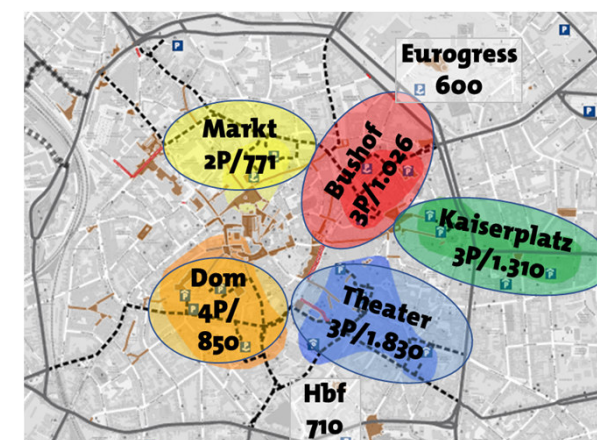 Eurogress
600
Markt
2P/771
Bushof
3P/1.026
Kaiserplatz
3P/1.310
Dom
4P/
850
Theater
3P/1.830
Hbf
710
P
P
P